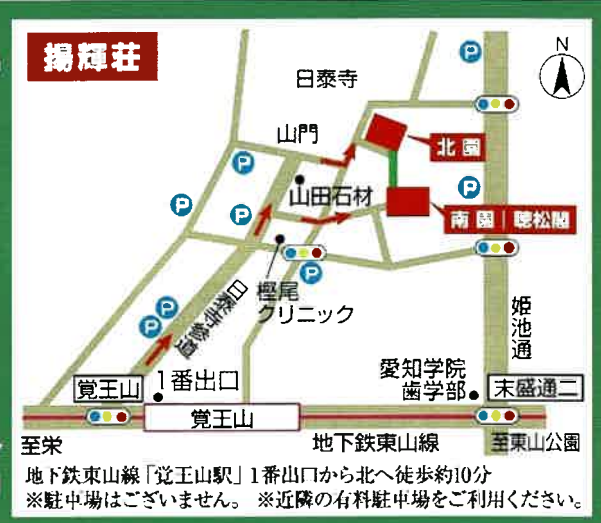 揚輝荘
N
P
日泰寺
山門
北園
P
P
山田石材
P
P
P
南園｜聴松閣
樫尾
クリニック
P
日泰寺参道
P
P
姫池通
1番出口
愛知学院
歯学部
覚王山
末盛通二
覚王山
至栄
地下鉄東山線
至東山公園
地下鉄東山線「覚王山駅」1番出口から北へ徒歩約10分
※駐車場はございません。 ※近隣の有料駐車場をご利用ください。